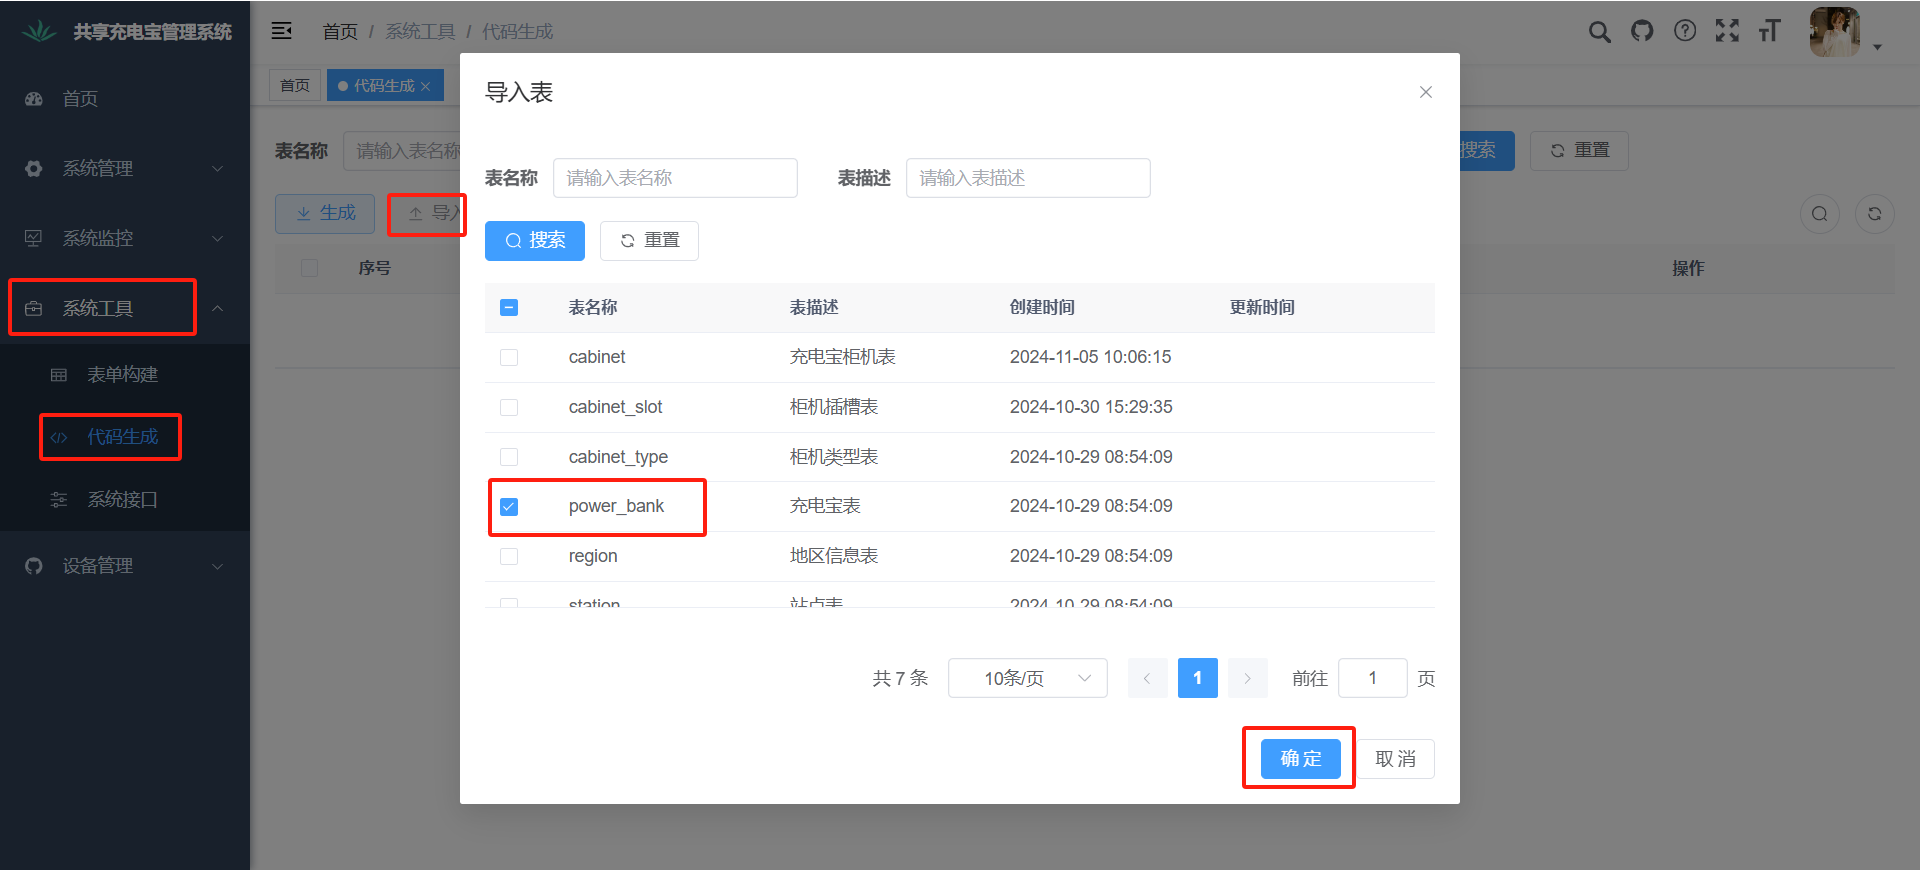 共享充电宝管理系统
首页
系统管理
系统监控
系统工具
表单构建
代码生成
系统接口
设备管理
首页 / 系统工具 / 代码生成
首页
代码生成
表名称 请输入表名称
搜索 重置
生成 导入
序号 操作
导入表
表名称 请输入表名称 表描述 请输入表描述
搜索 重置
表名称 表描述 创建时间 更新时间
cabinet 充电宝柜机表 2024-11-05 10:06:15
cabinet_slot 柜机插槽表 2024-10-30 15:29:35
cabinet_type 柜机类型表 2024-10-29 08:54:09
power_bank 充电宝表 2024-10-29 08:54:09
region 地区信息表 2024-10-29 08:54:09
station 站点表 2024-10-29 08:54:09
共 7 条 10条/页 1 前往 1 页
确 定 取 消